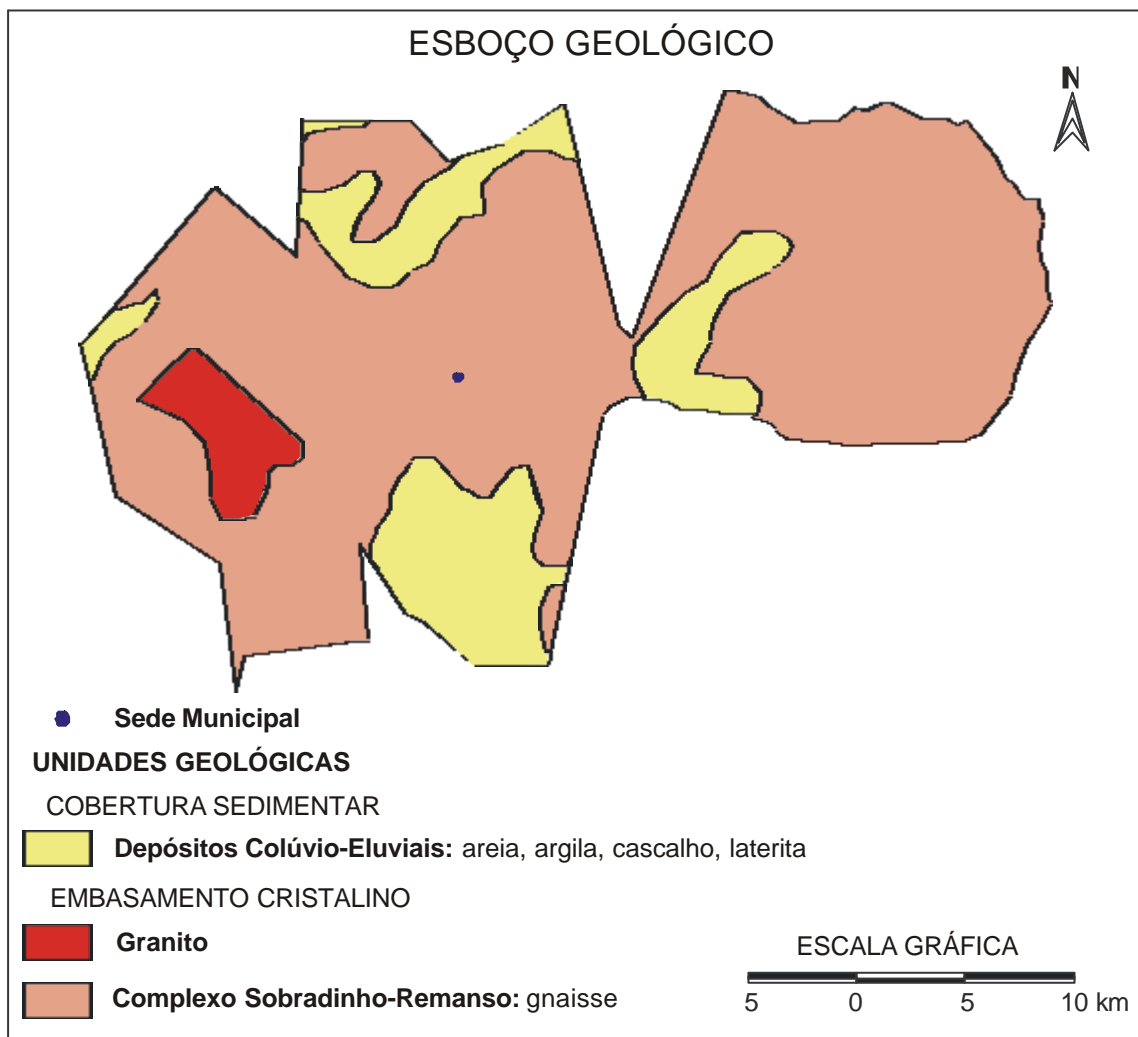 ESBOÇO GEOLÓGICO
N
Sede Municipal
UNIDADES GEOLÓGICAS
COBERTURA SEDIMENTAR
Depósitos Colúvio-Eluviais: areia, argila, cascalho, laterita
EMBASAMENTO CRISTALINO
Granito
Complexo Sobradinho-Remanso: gnaisse
ESCALA GRÁFICA
5 0 5 10 km